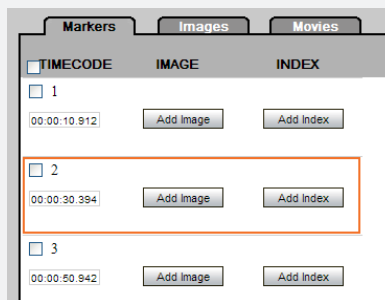 Markers Images Movies
TIMECODE IMAGE INDEX
1
00:00:10.912 Add Image Add Index
2
00:00:30.394 Add Image Add Index
3
00:00:50.942 Add Image Add Index